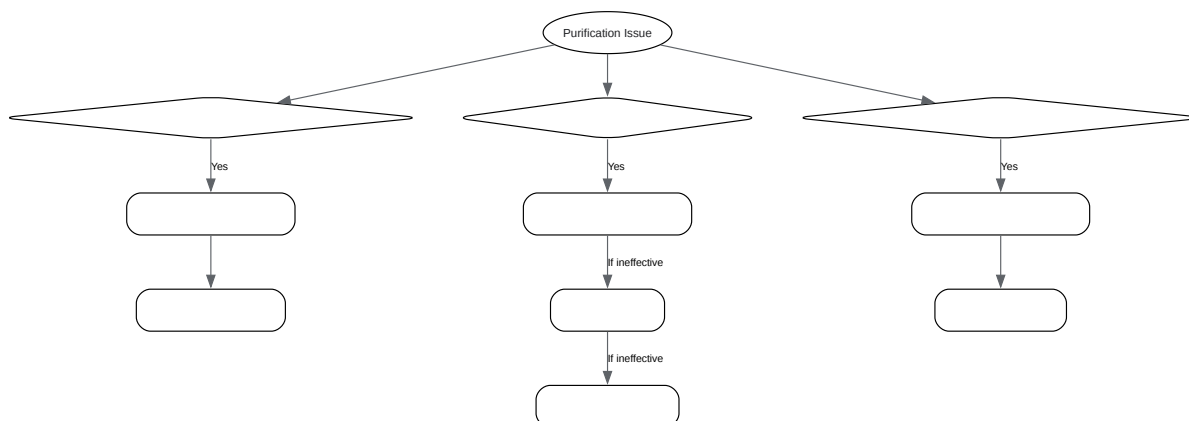 Purification Issue
Yes
Yes
Yes
If ineffective
If ineffective